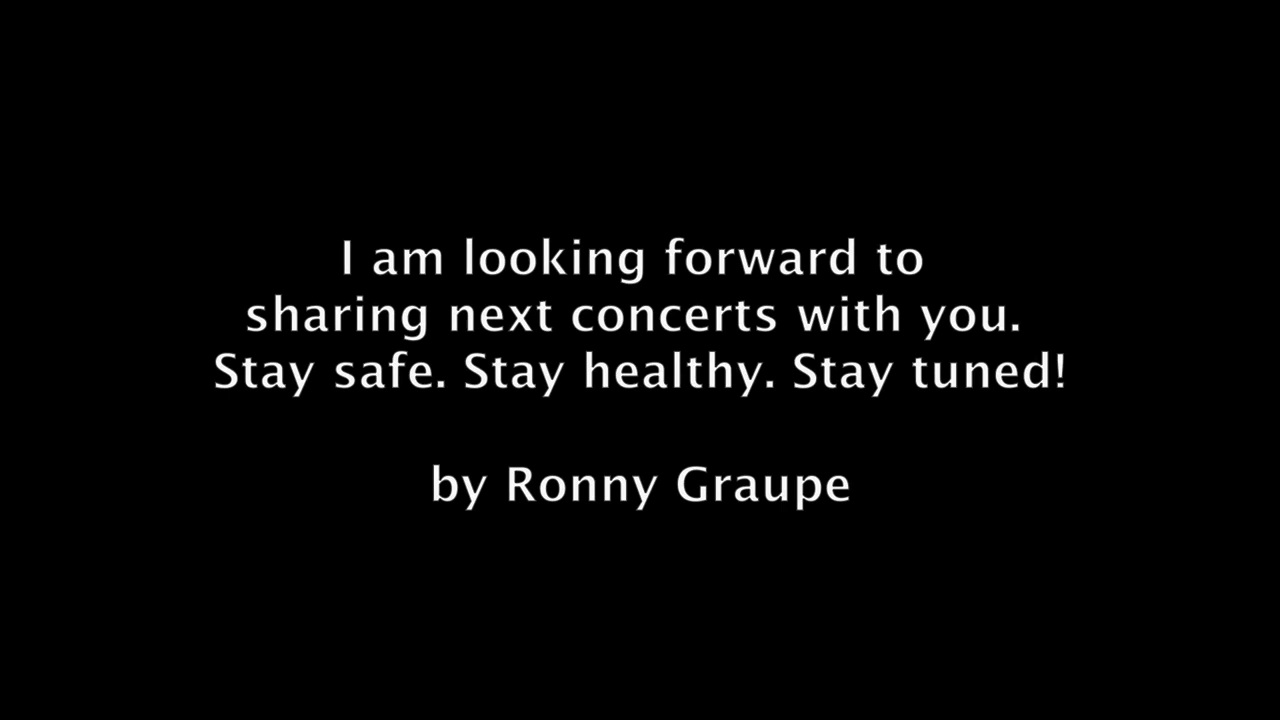 I am looking forward to
sharing next concerts with you.
Stay safe. Stay healthy. Stay tuned!
by Ronny Graupe